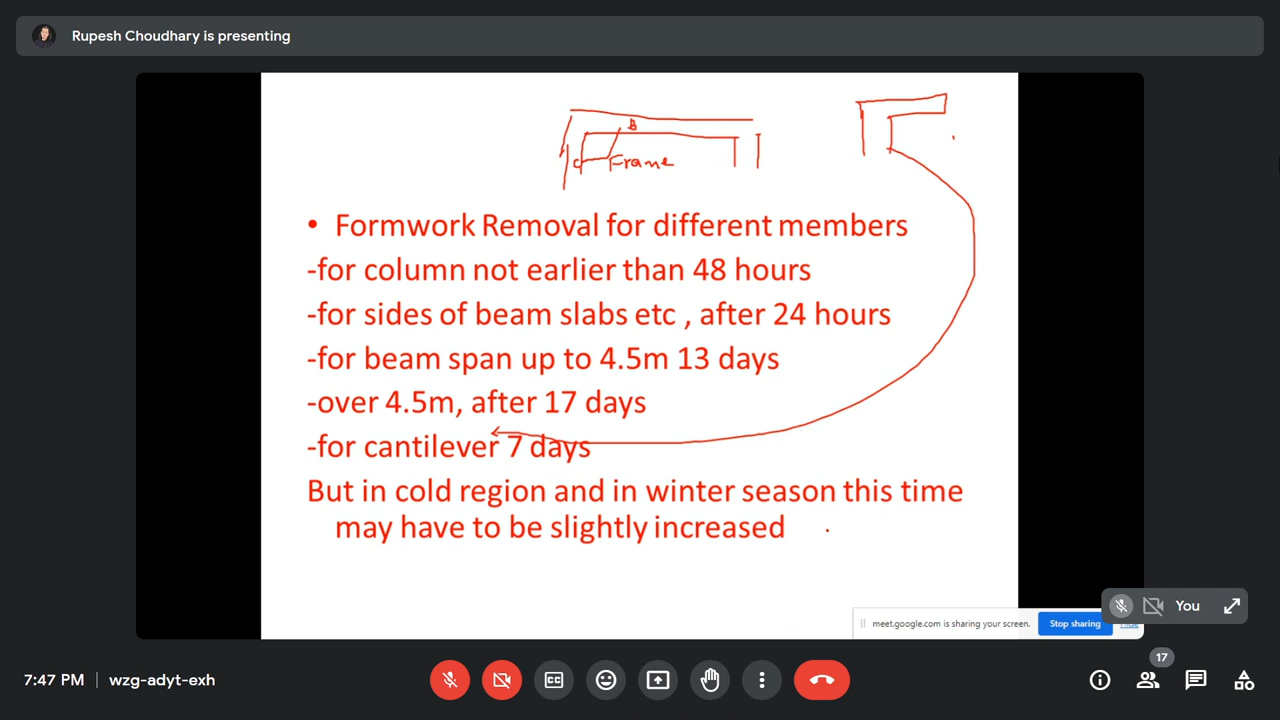 Rupesh Choudhary is presenting
B
C Frame
• Formwork Removal for different members
-for column not earlier than 48 hours
-for sides of beam slabs etc , after 24 hours
-for beam span up to 4.5m 13 days
-over 4.5m, after 17 days
-for cantilever 7 days
But in cold region and in winter season this time
may have to be slightly increased
You
meet.google.com is sharing your screen. Stop sharing Hide
17
7:47 PM | wzg-adyt-exh